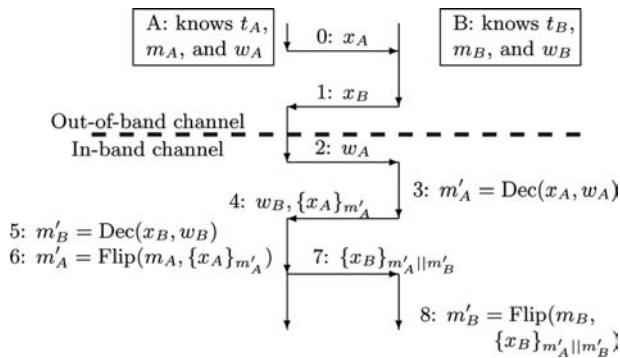 A: knows t_A,
m_A, and w_A
B: knows t_B,
m_B, and w_B
0: x_A
1: x_B
Out-of-band channel
In-band channel
2: w_A
3: m'_A = Dec(x_A, w_A)
4: w_B, {x_A}_{m'_A}
5: m'_B = Dec(x_B, w_B)
6: m'_A = Flip(m_A, {x_A}_{m'_A})
7: {x_B}_{m'_A||m'_B}
8: m'_B = Flip(m_B,
{x_B}_{m'_A||m'_B})